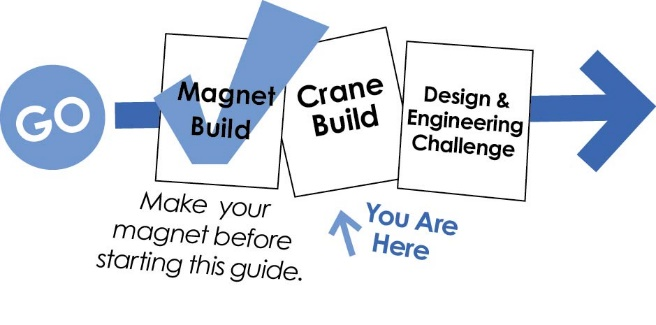 GO
Magnet
Build
Crane
Build
Design &
Engineering
Challenge
Make your
magnet before
starting this guide.
You Are
Here